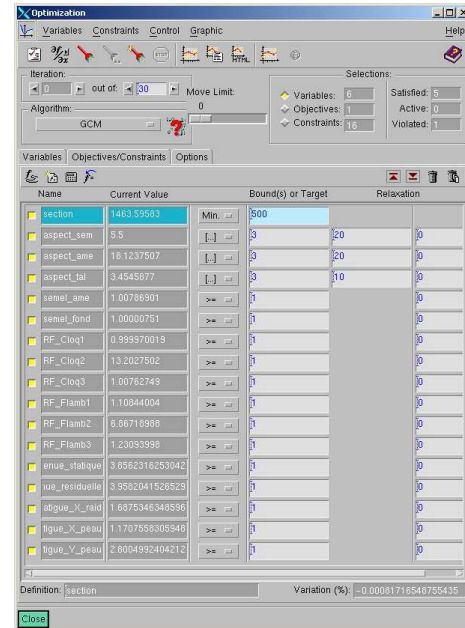 Optimization
Variables Constraints Control Graphic Help
Iteration: Selections:
0 out of: 30 Move Limit: Variables: 6 Satisfied: 5
Algorithm: 0 Objectives: 1 Active: 0
GCM Constraints: 16 Violated: 1
Variables Objectives/Constraints Options
Name Current Value Bound(s) or Target Relaxation
section 1463.59583 Min. 500
aspect_sem 5.5 [..] 3 20 0
aspect_ame 18.1237507 [..] 3 20 0
aspect_tai 3.4545877 [..] 3 10 0
semel_ame 1.00786901 >= 1 0
semel_fond 1.00000751 >= 1 0
RF_Cloq1 0.999970019 >= 1 0
RF_Cloq2 13.2027502 >= 1 0
RF_Cloq3 1.00762749 >= 1 0
RF_Flamb1 1.10844004 >= 1 0
RF_Flamb2 6.86718988 >= 1 0
RF_Flamb3 1.23093998 >= 1 0
enue_statique 3.8562316253042 >= 1 0
ue_residuelle 3.9582041526529 >= 1 0
atigue_X_raid 1.6875346348596 >= 1 0
tigue_X_peau 1.1707558305948 >= 1 0
tigue_Y_peau 2.8004992404212 >= 1 0
Definition: section Variation (%): -0.00081716548755435
Close